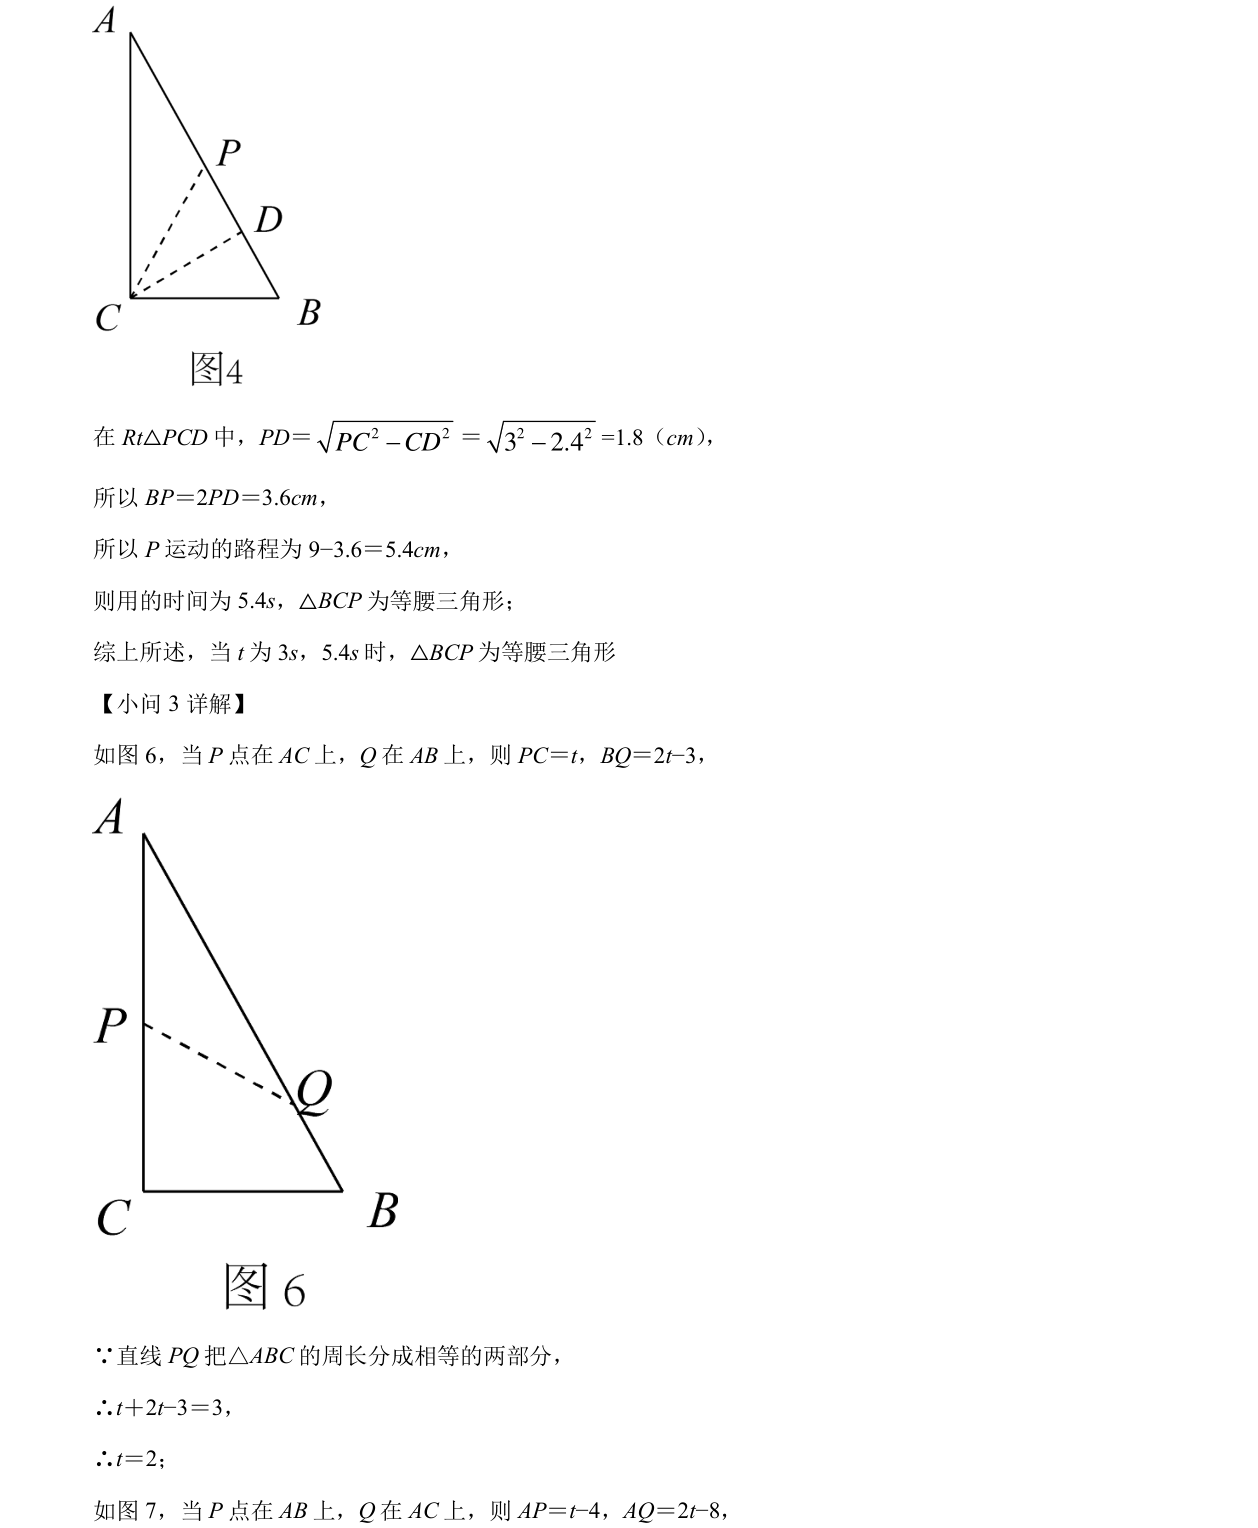 A
P
D
C
B
图4
在 Rt△PCD 中，PD＝√(PC²－CD²) ＝√(3²－2.4²) =1.8（cm），
所以 BP＝2PD＝3.6cm，
所以 P 运动的路程为 9−3.6＝5.4cm，
则用的时间为 5.4s，△BCP 为等腰三角形；
综上所述，当 t 为 3s，5.4s 时，△BCP 为等腰三角形
【小问 3 详解】
如图 6，当 P 点在 AC 上，Q 在 AB 上，则 PC＝t，BQ＝2t−3，
A
P
Q
C
B
图 6
∵直线 PQ 把△ABC 的周长分成相等的两部分，
∴t＋2t−3＝3，
∴t＝2；
如图 7，当 P 点在 AB 上，Q 在 AC 上，则 AP＝t−4，AQ＝2t−8，